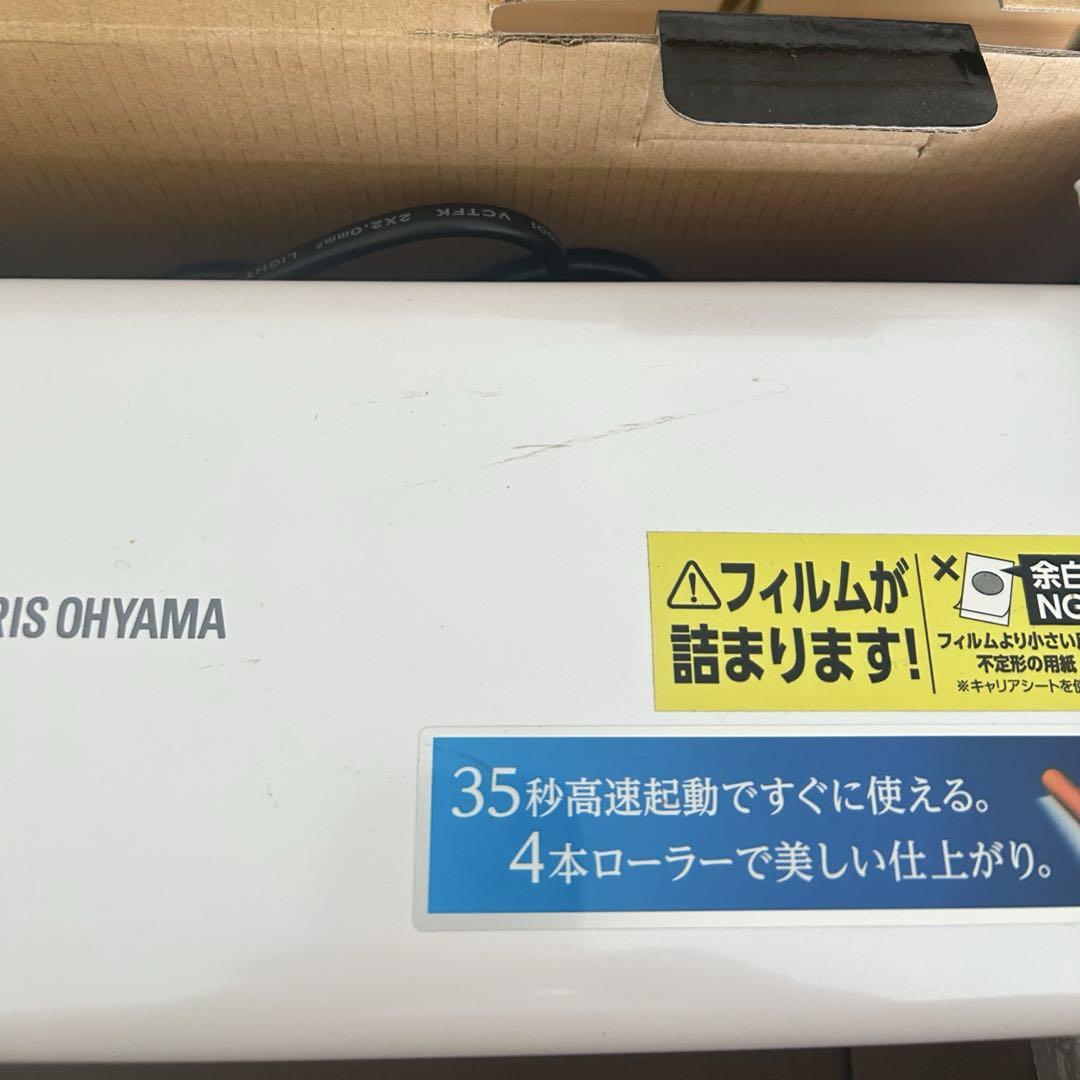 VCTFK 2X2.0mm² LIGHT
RIS OHYAMA
⚠フィルムが
詰まります!
×
余白
NG
フィルムより小さい
不定形の用紙
※キャリアシートを使
35秒高速起動ですぐに使える。
4本ローラーで美しい仕上がり。